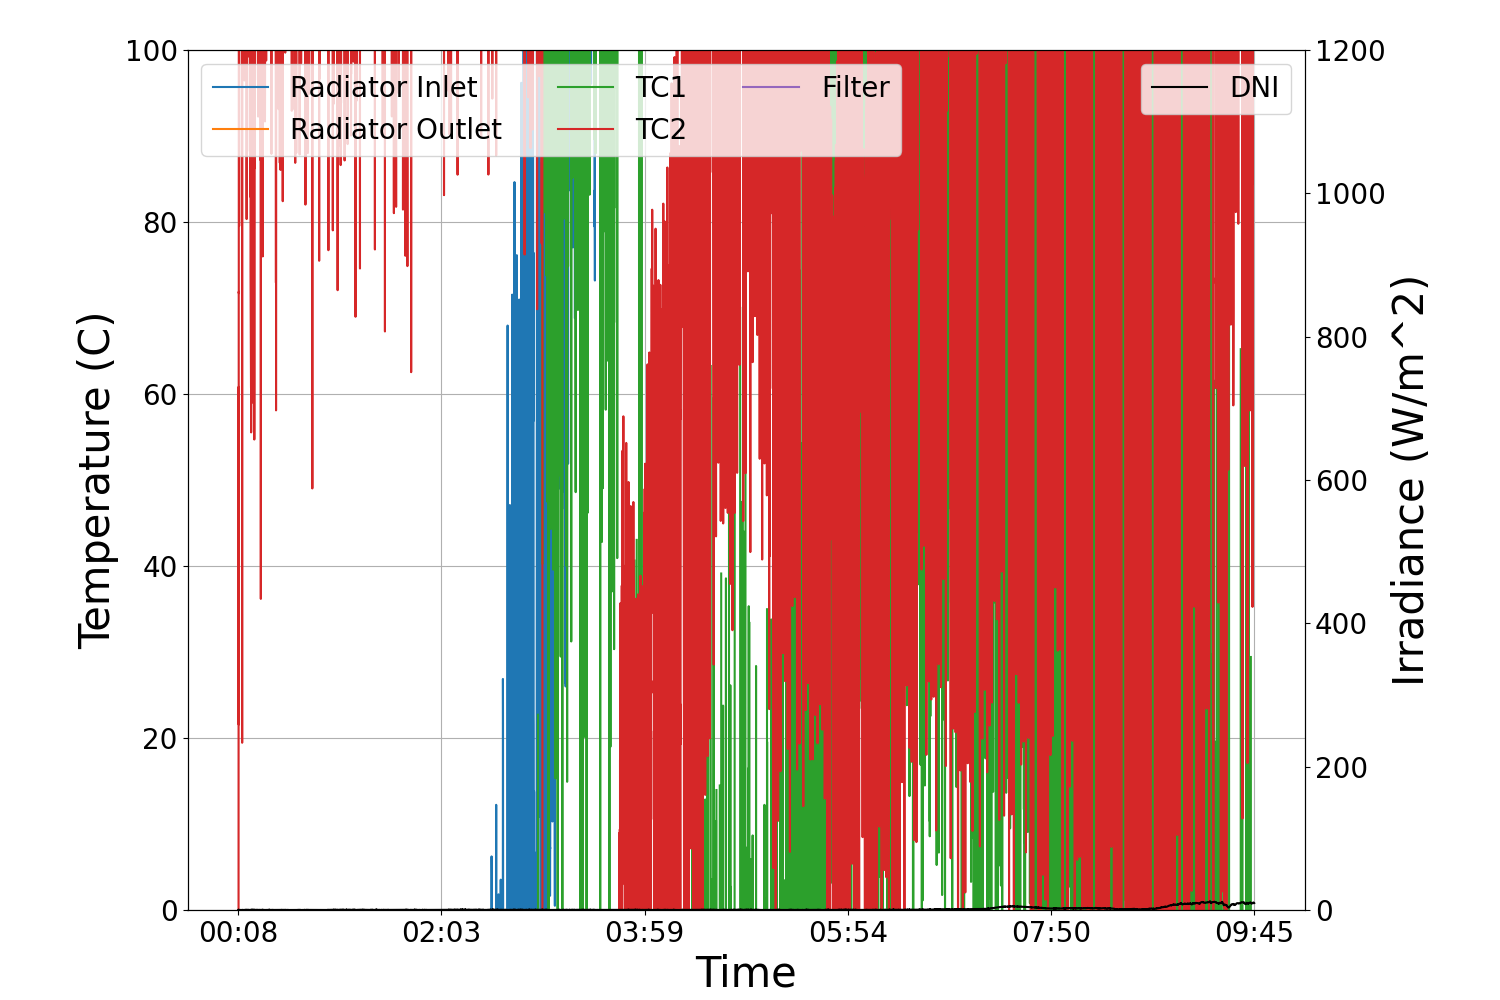 100
80
60
40
20
0
Temperature (C)
Radiator Inlet
Radiator Outlet
TC1
TC2
Filter
DNI
1200
1000
800
600
400
200
0
Irradiance (W/m^2)
00:08
02:03
03:59
05:54
07:50
09:45
Time